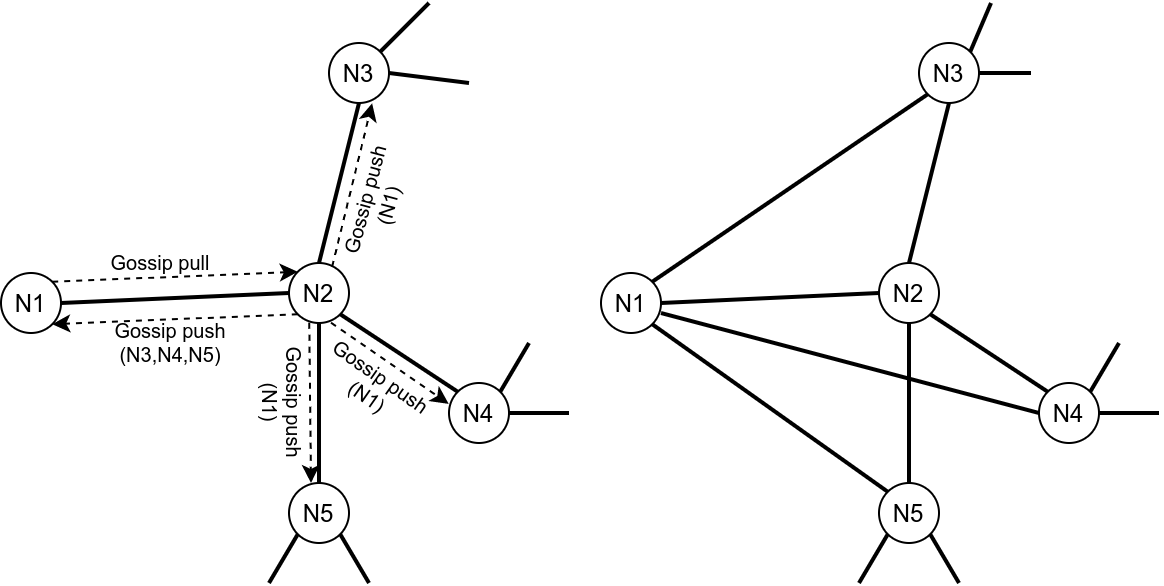 N3
Gossip push
(N1)
Gossip pull
N1
N2
Gossip push
(N3,N4,N5)
Gossip push
(N1)
Gossip push
(N1)
N4
N5
N3
N1
N2
N4
N5